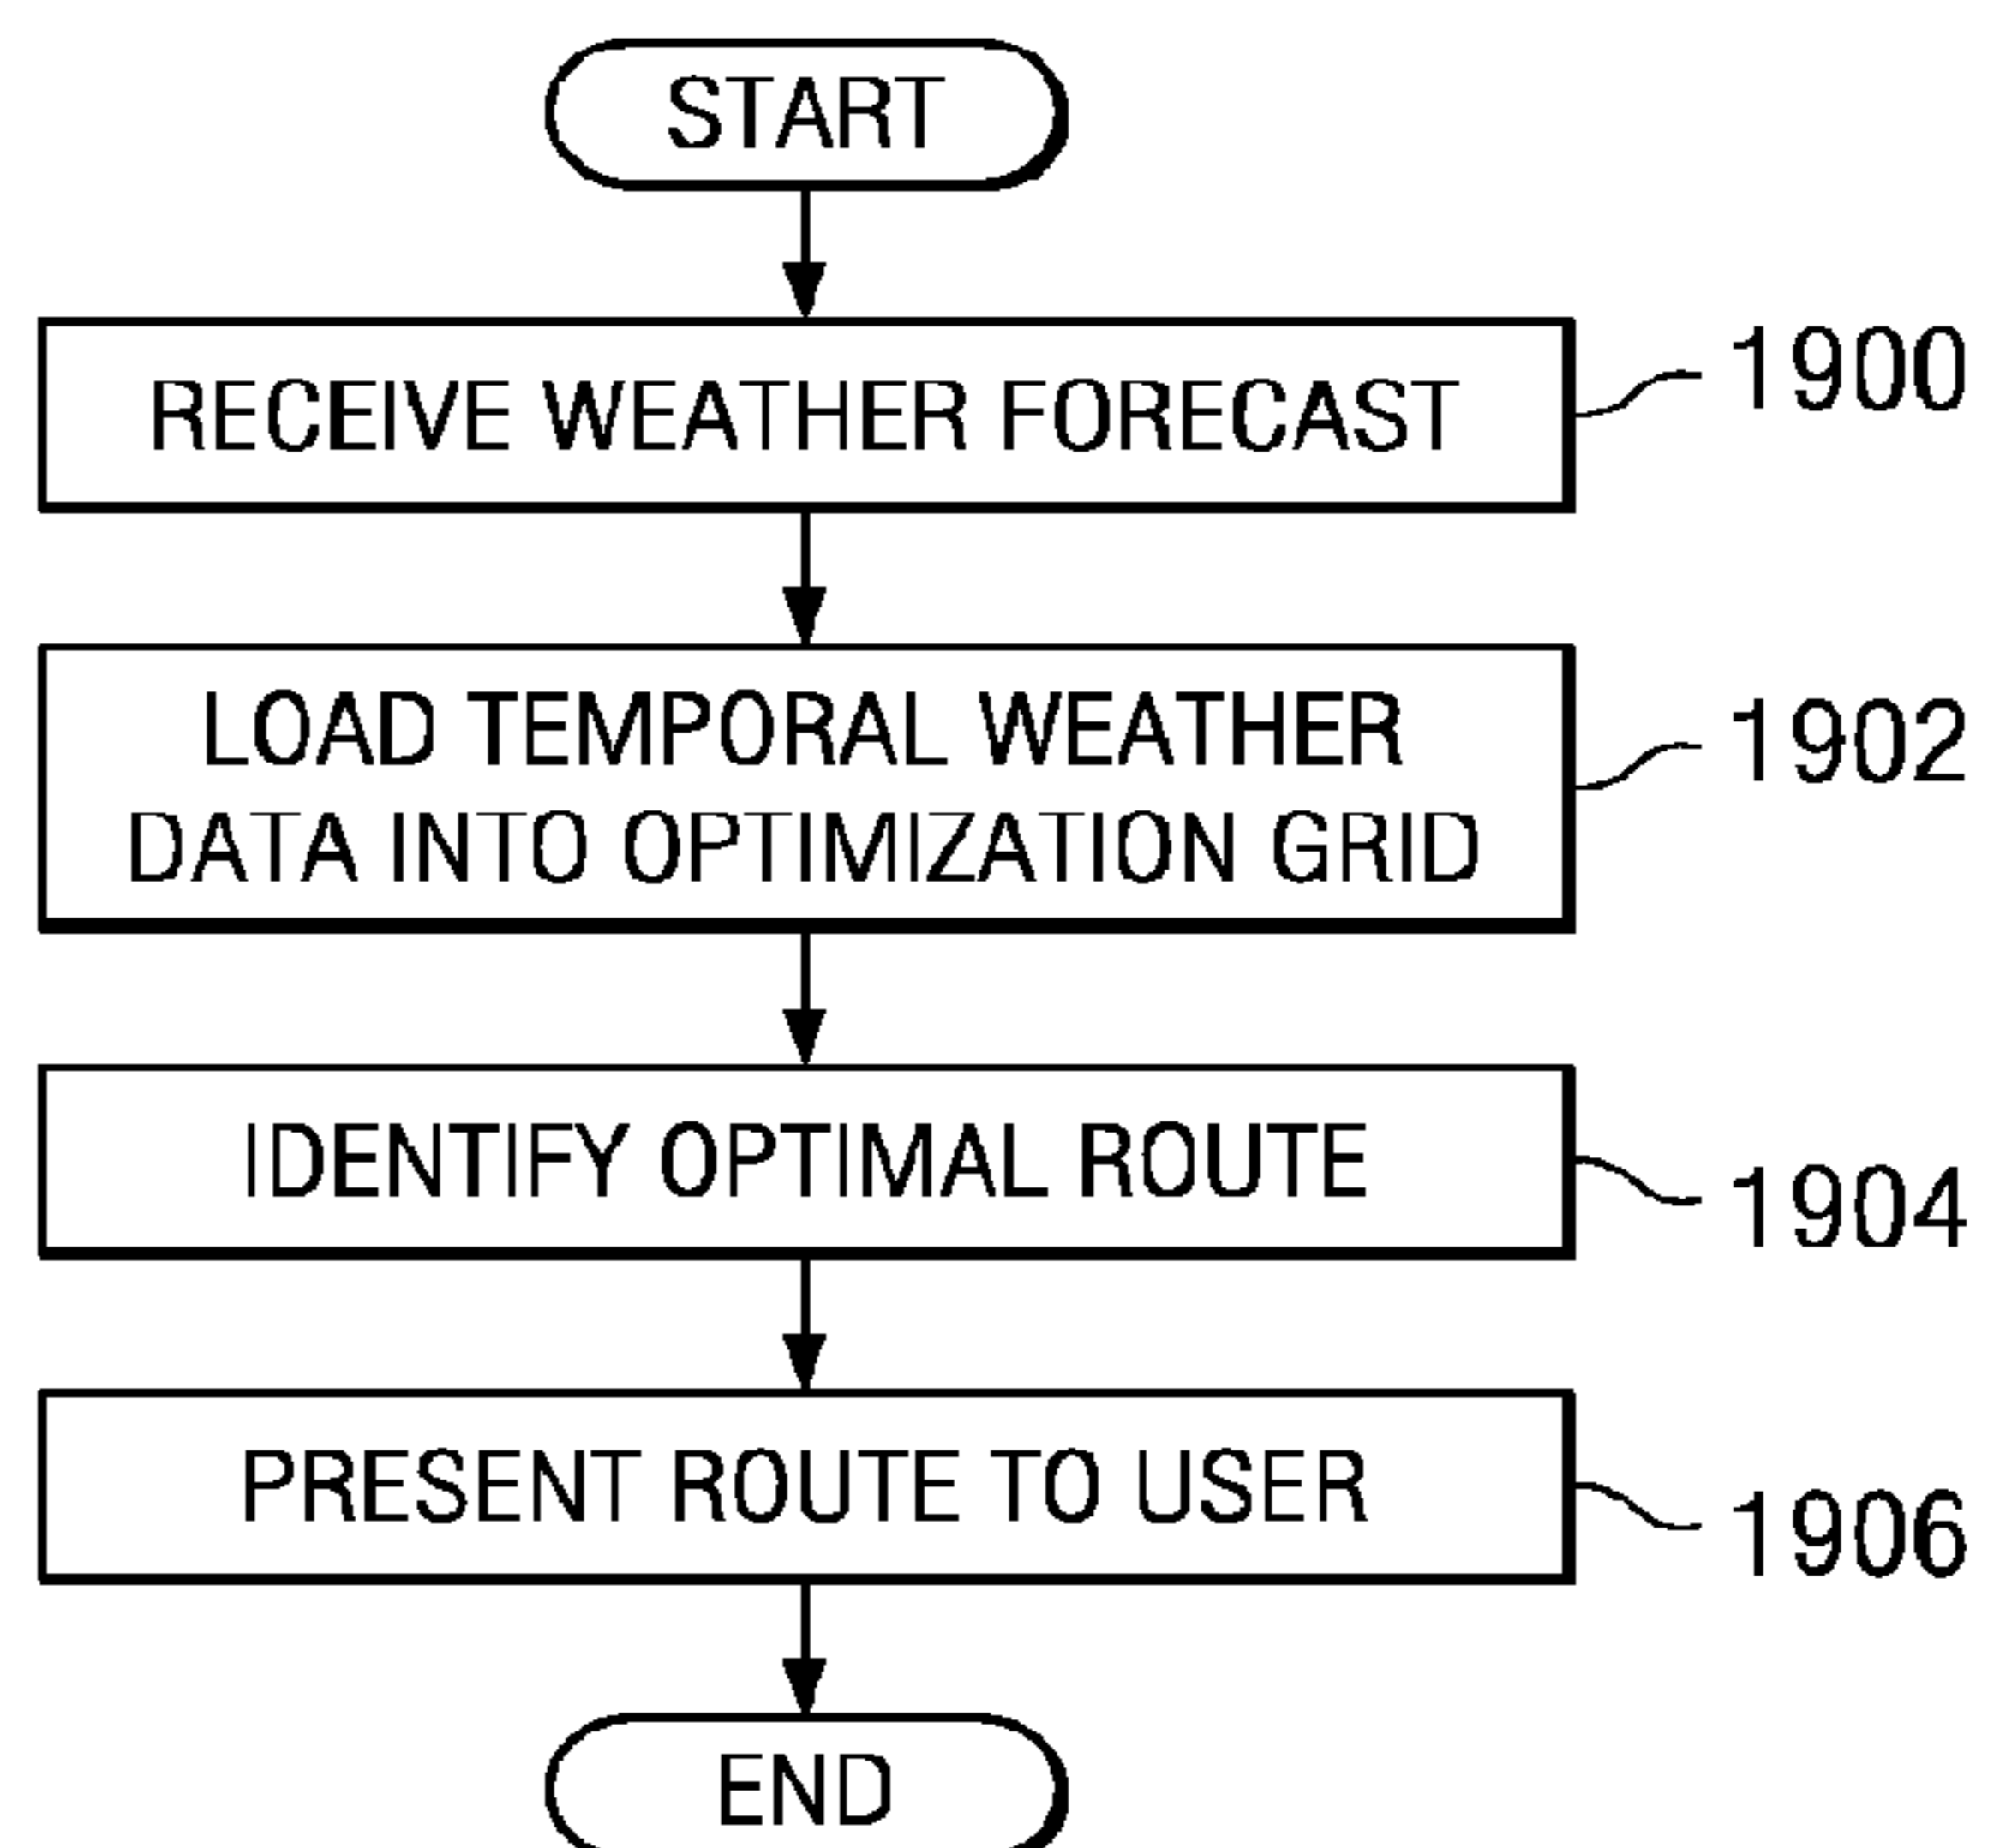 START
RECEIVE WEATHER FORECAST
1900
LOAD TEMPORAL WEATHER
DATA INTO OPTIMIZATION GRID
1902
IDENTIFY OPTIMAL ROUTE
1904
PRESENT ROUTE TO USER
1906
END